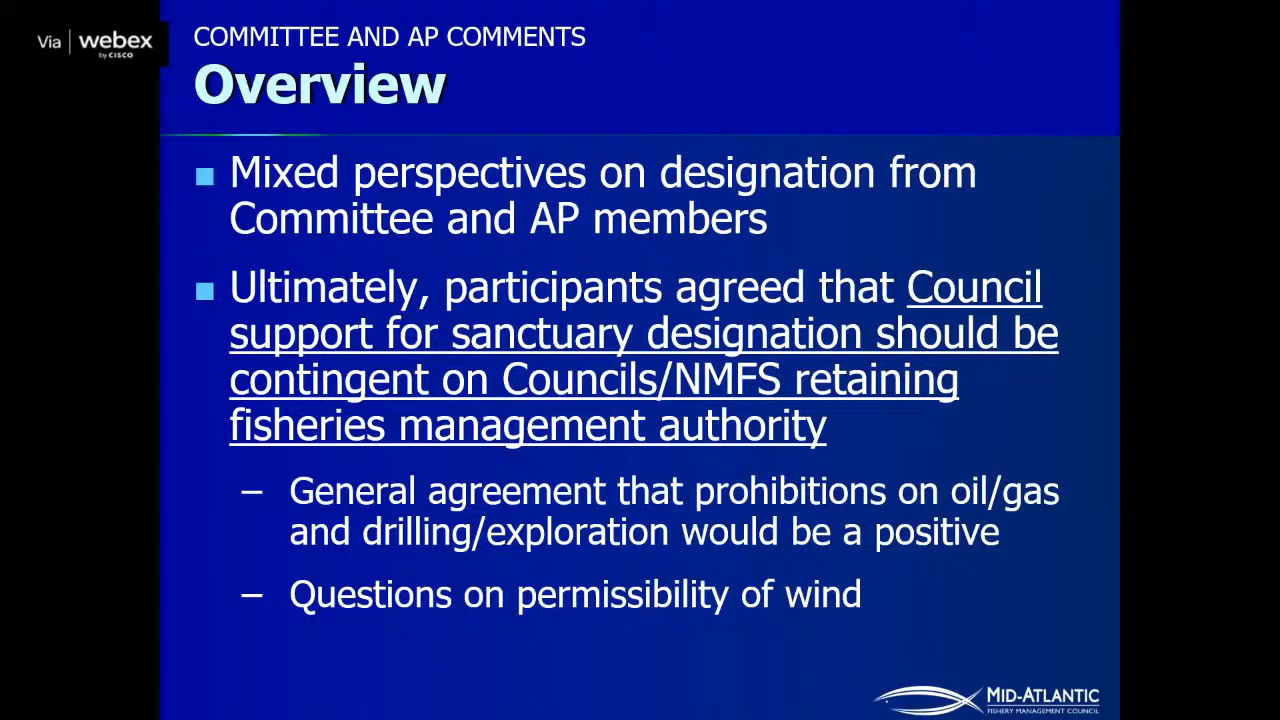 Via webex
by CISCO
COMMITTEE AND AP COMMENTS
Overview
Mixed perspectives on designation from
Committee and AP members
Ultimately, participants agreed that Council
support for sanctuary designation should be
contingent on Councils/NMFS retaining
fisheries management authority
– General agreement that prohibitions on oil/gas
and drilling/exploration would be a positive
– Questions on permissibility of wind
MID-ATLANTIC
FISHERY MANAGEMENT COUNCIL